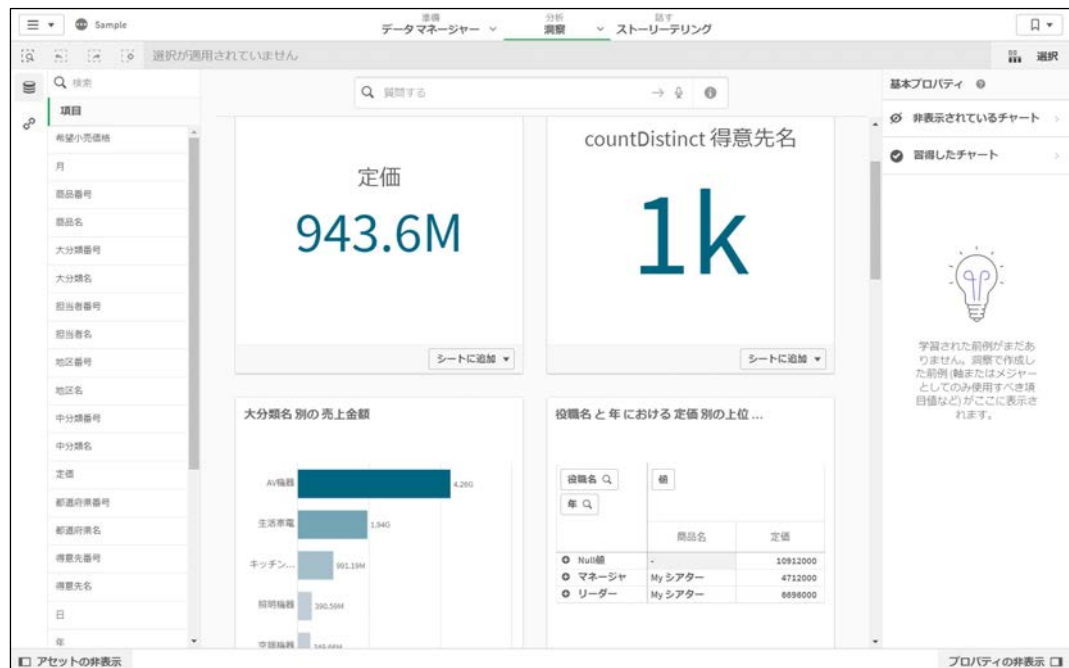 Sample
準備
データ マネージャー
分析
洞察
話す
ストーリーテリング
選択が適用されていません
選択
検索
項目
希望小売価格
月
商品番号
商品名
大分類番号
大分類名
担当者番号
担当者名
地区番号
地区名
中分類番号
中分類名
定価
都道府県番号
都道府県名
得意先番号
得意先名
日
年
質問する
定価
943.6M
シートに追加
countDistinct 得意先名
1k
シートに追加
大分類名 別の 売上金額
AV機器
4.26G
生活家電
1.94G
キッチン...
991.19M
照明機器
390.59M
空調機器
349.66M
役職名 と 年 における 定価 別の上位 ...
役職名
値
年
商品名
定価
Null値
-
10912000
マネージャ
My シアター
4712000
リーダー
My シアター
8696000
基本プロパティ
非表示されているチャート
習得したチャート
学習された前例がまだあ
りません。洞察で作成し
た前例 (軸またはメジャー
としてのみ使用すべき項
目値など) がここに表示さ
れます。
アセットの非表示
プロパティの非表示